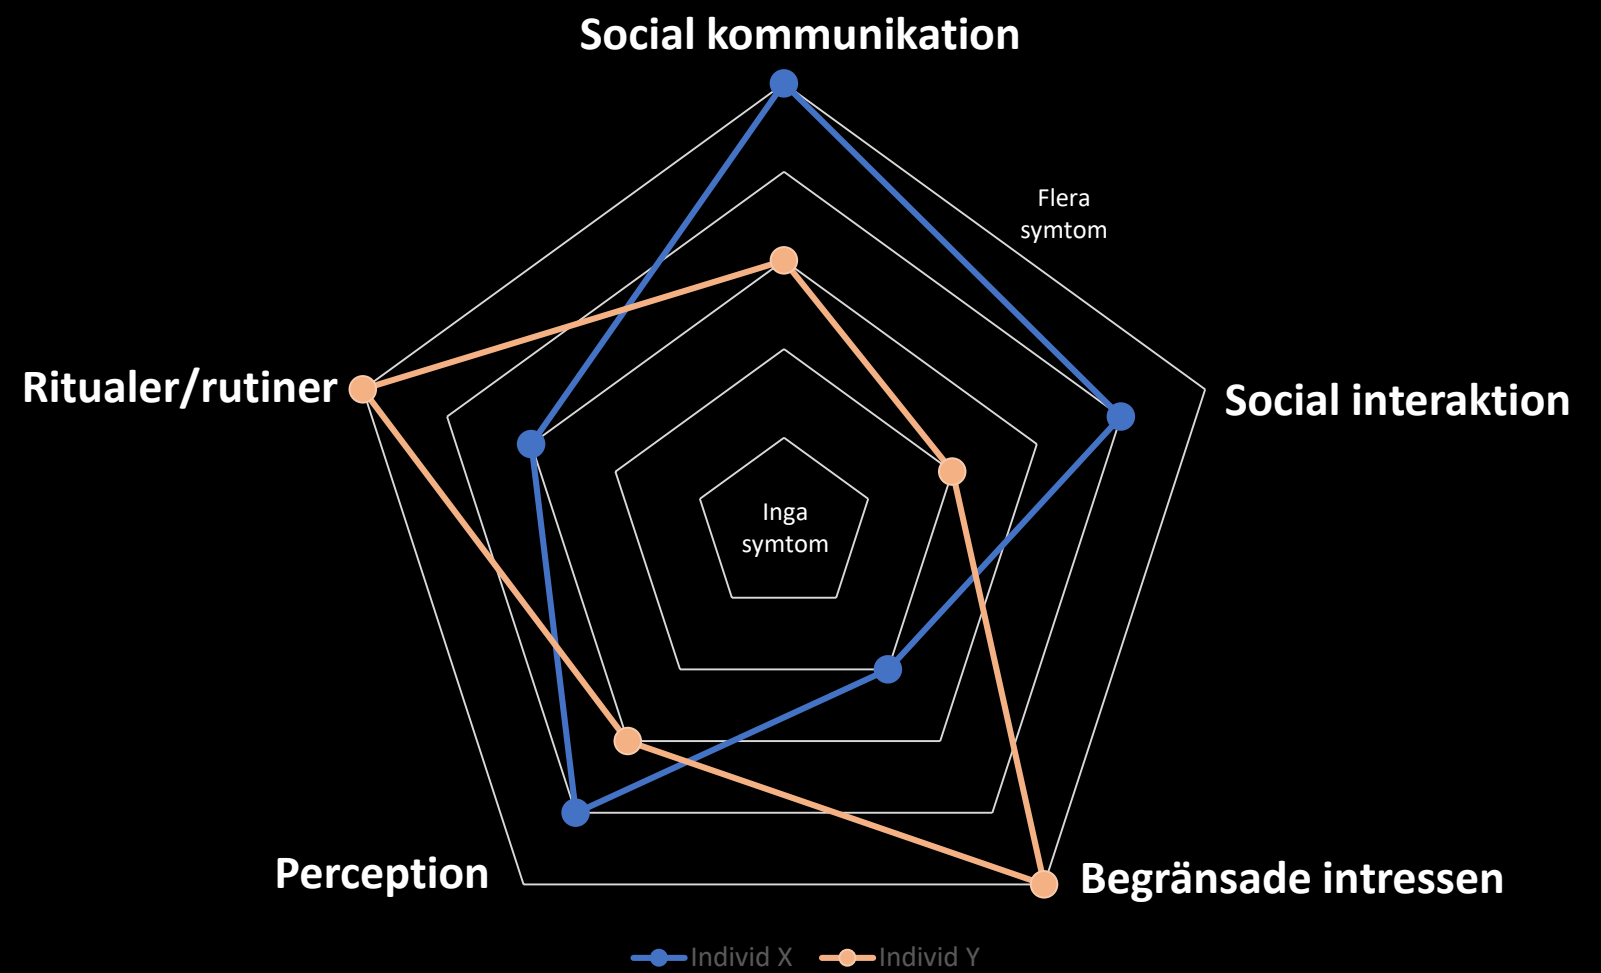 Social kommunikation
Flera
symtom
Ritualer/rutiner
Social interaktion
Inga
symtom
Perception
Begränsade intressen
Individ X
Individ Y